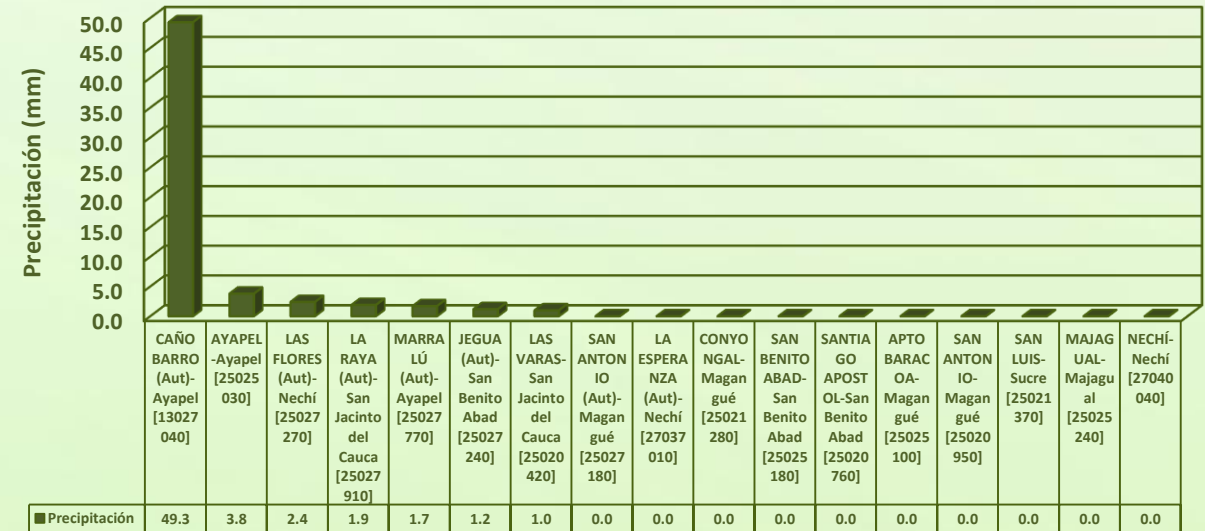 Precipitación (mm)
50.0
45.0
40.0
35.0
30.0
25.0
20.0
15.0
10.0
5.0
0.0
CAÑO
BARRO
(Aut)-
Ayapel
[13027
040]
AYAPEL
-Ayapel
[25025
030]
LAS
FLORES
(Aut)-
Nechí
[25027
270]
LA
RAYA
(Aut)-
San
Jacinto
del
Cauca
[25027
910]
MARRA
LÚ
(Aut)-
Ayapel
[25027
770]
JEGUA
(Aut)-
San
Benito
Abad
[25027
240]
LAS
VARAS-
San
Jacinto
del
Cauca
[25020
420]
SAN
ANTON
IO
(Aut)-
Magan
gué
[25027
180]
LA
ESPERA
NZA
(Aut)-
Nechí
[27037
010]
CONYO
NGAL-
Magan
gué
[25021
280]
SAN
BENITO
ABAD-
San
Benito
Abad
[25025
180]
SANTIA
GO
APOST
OL-San
Benito
Abad
[25020
760]
APTO
BARAC
OA-
Magan
gué
[25025
100]
SAN
ANTON
IO-
Magan
gué
[25020
950]
SAN
LUIS-
Sucre
[25021
370]
MAJAG
UAL-
Majagu
al
[25025
240]
NECHÍ-
Nechí
[27040
040]
Precipitación 49.3 3.8 2.4 1.9 1.7 1.2 1.0 0.0 0.0 0.0 0.0 0.0 0.0 0.0 0.0 0.0 0.0